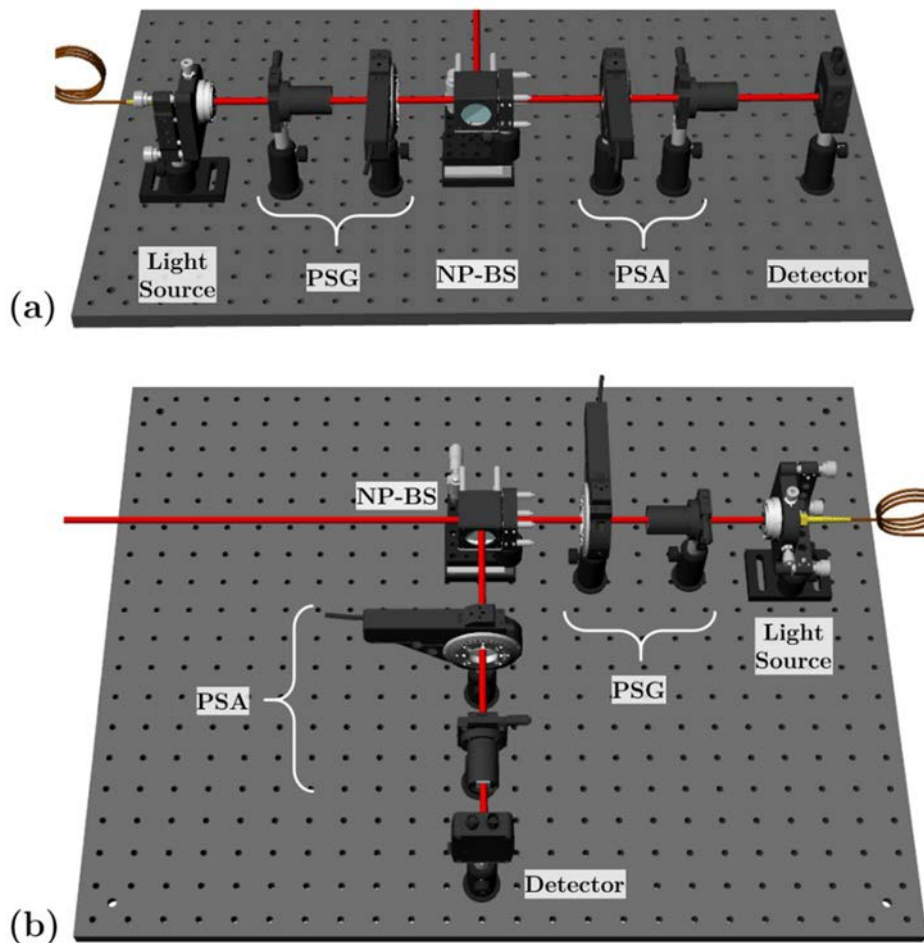 Light
Source
PSG
NP-BS
PSA
Detector
(a)
NP-BS
PSA
PSG
Light
Source
Detector
(b)